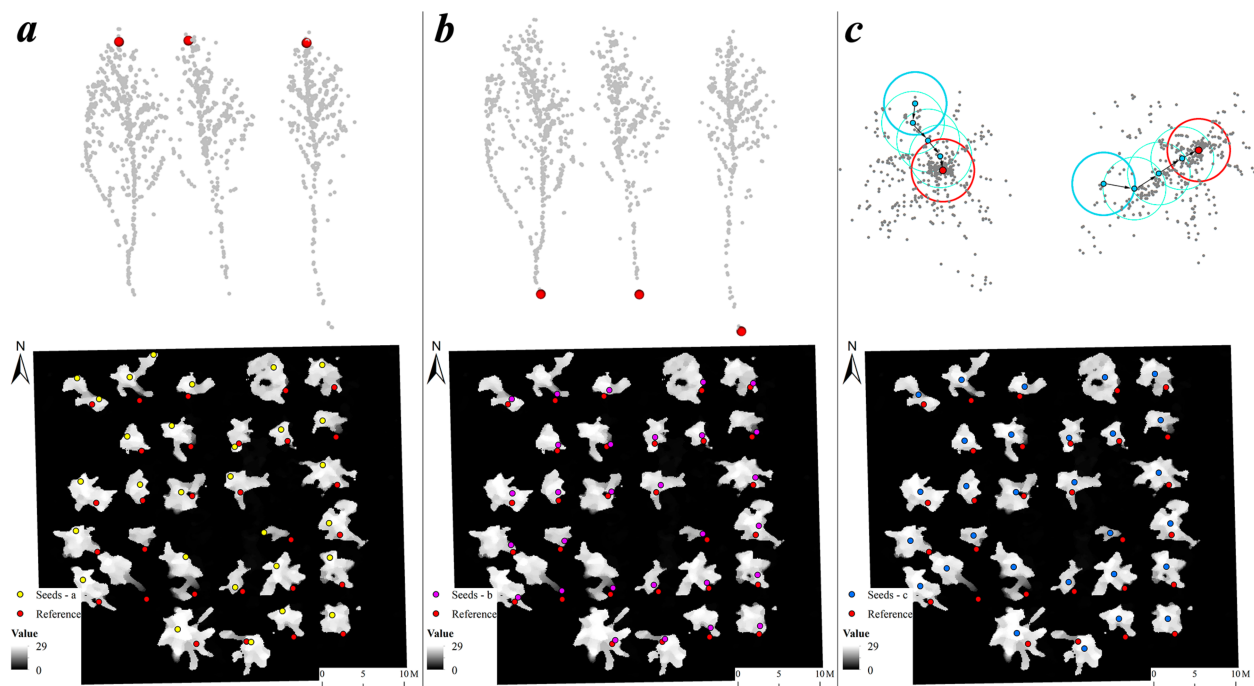 a
b
c
N
N
N
Seeds - a
Reference
Value
29
0
0 5 10 M
Seeds - b
Reference
Value
29
0
0 5 10 M
Seeds - c
Reference
Value
29
0
0 5 10 M